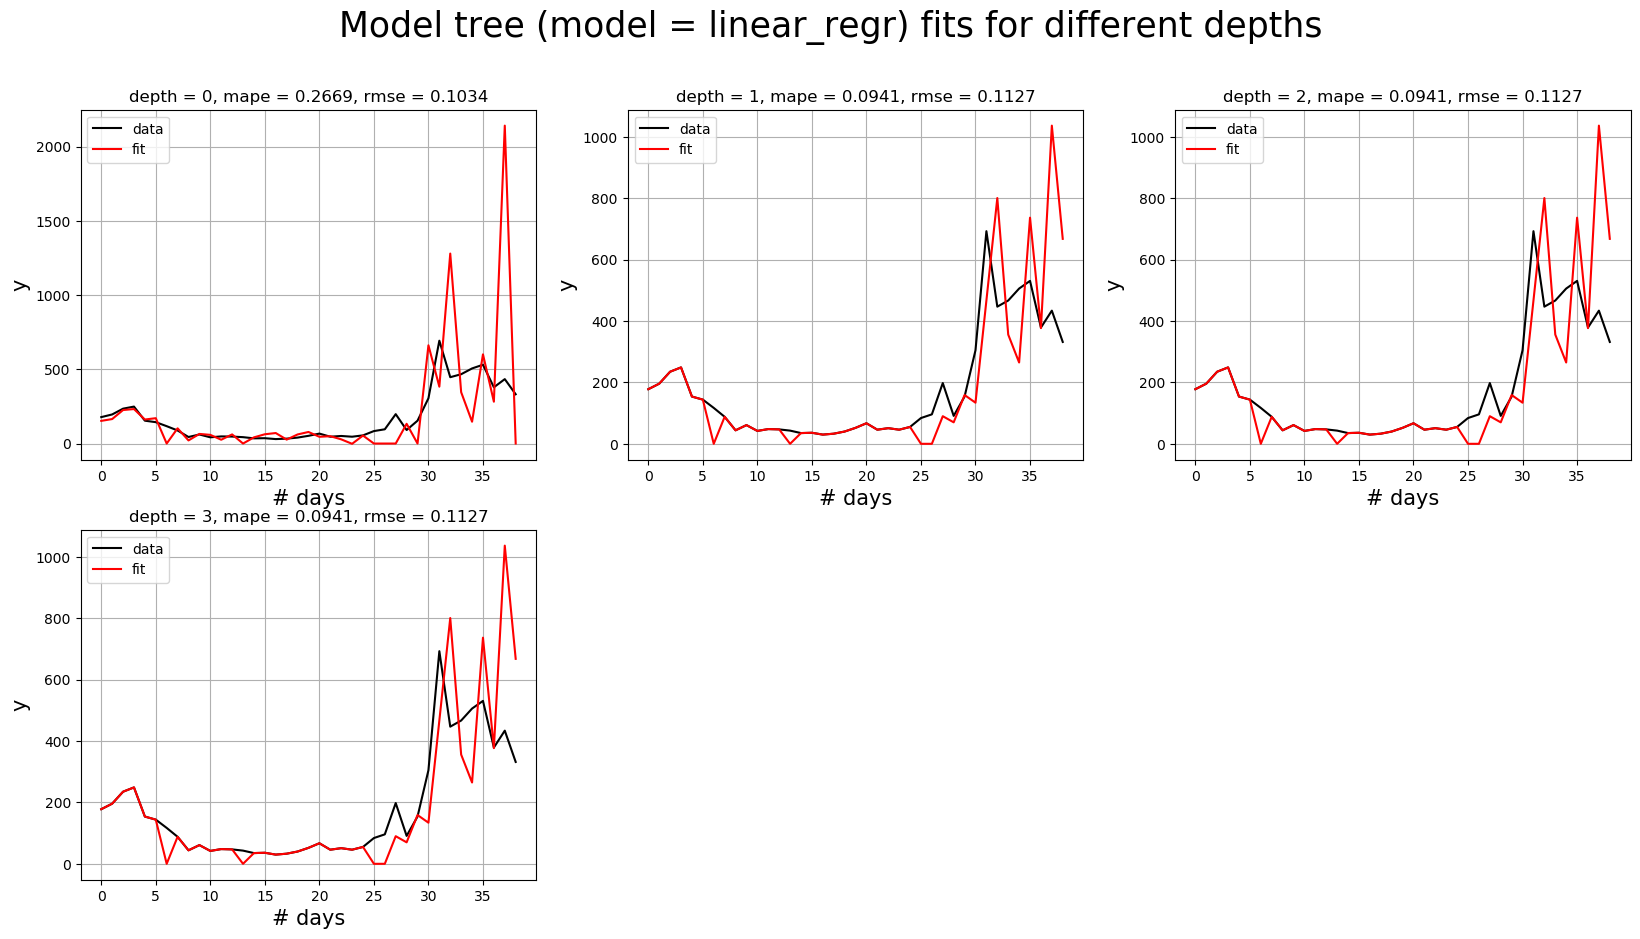 Model tree (model = linear_regr) fits for different depths
depth = 0, mape = 0.2669, rmse = 0.1034
data
fit
2000
1500
1000
500
0
y
0 5 10 15 20 25 30 35
# days
depth = 1, mape = 0.0941, rmse = 0.1127
data
fit
1000
800
600
400
200
0
y
0 5 10 15 20 25 30 35
# days
depth = 2, mape = 0.0941, rmse = 0.1127
data
fit
1000
800
600
400
200
0
y
0 5 10 15 20 25 30 35
# days
depth = 3, mape = 0.0941, rmse = 0.1127
data
fit
1000
800
600
400
200
0
y
0 5 10 15 20 25 30 35
# days